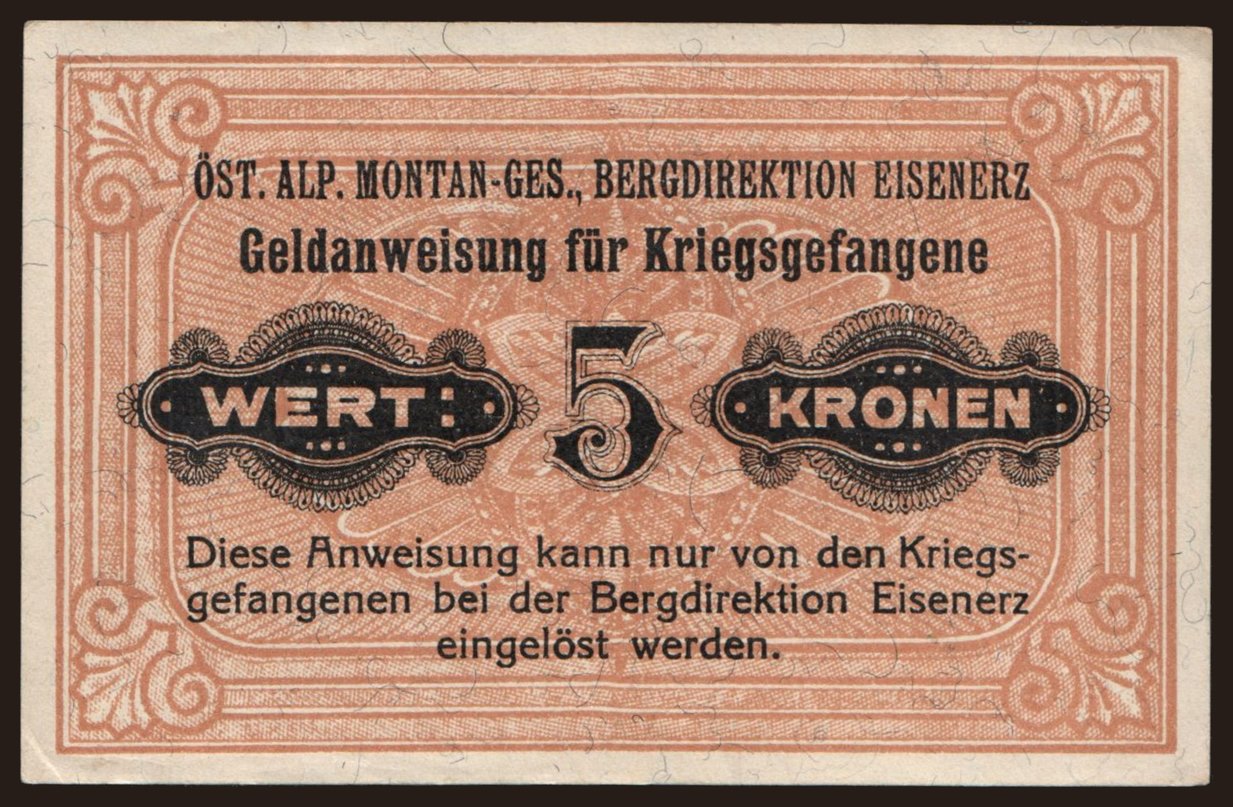 ÖST. ALP. MONTAN-GES., BERGDIREKTION EISENERZ
Geldanweisung für Kriegsgefangene
WERT: 5 KRONEN
Diese Anweisung kann nur von den Kriegs-
gefangenen bei der Bergdirektion Eisenerz
eingelöst werden.